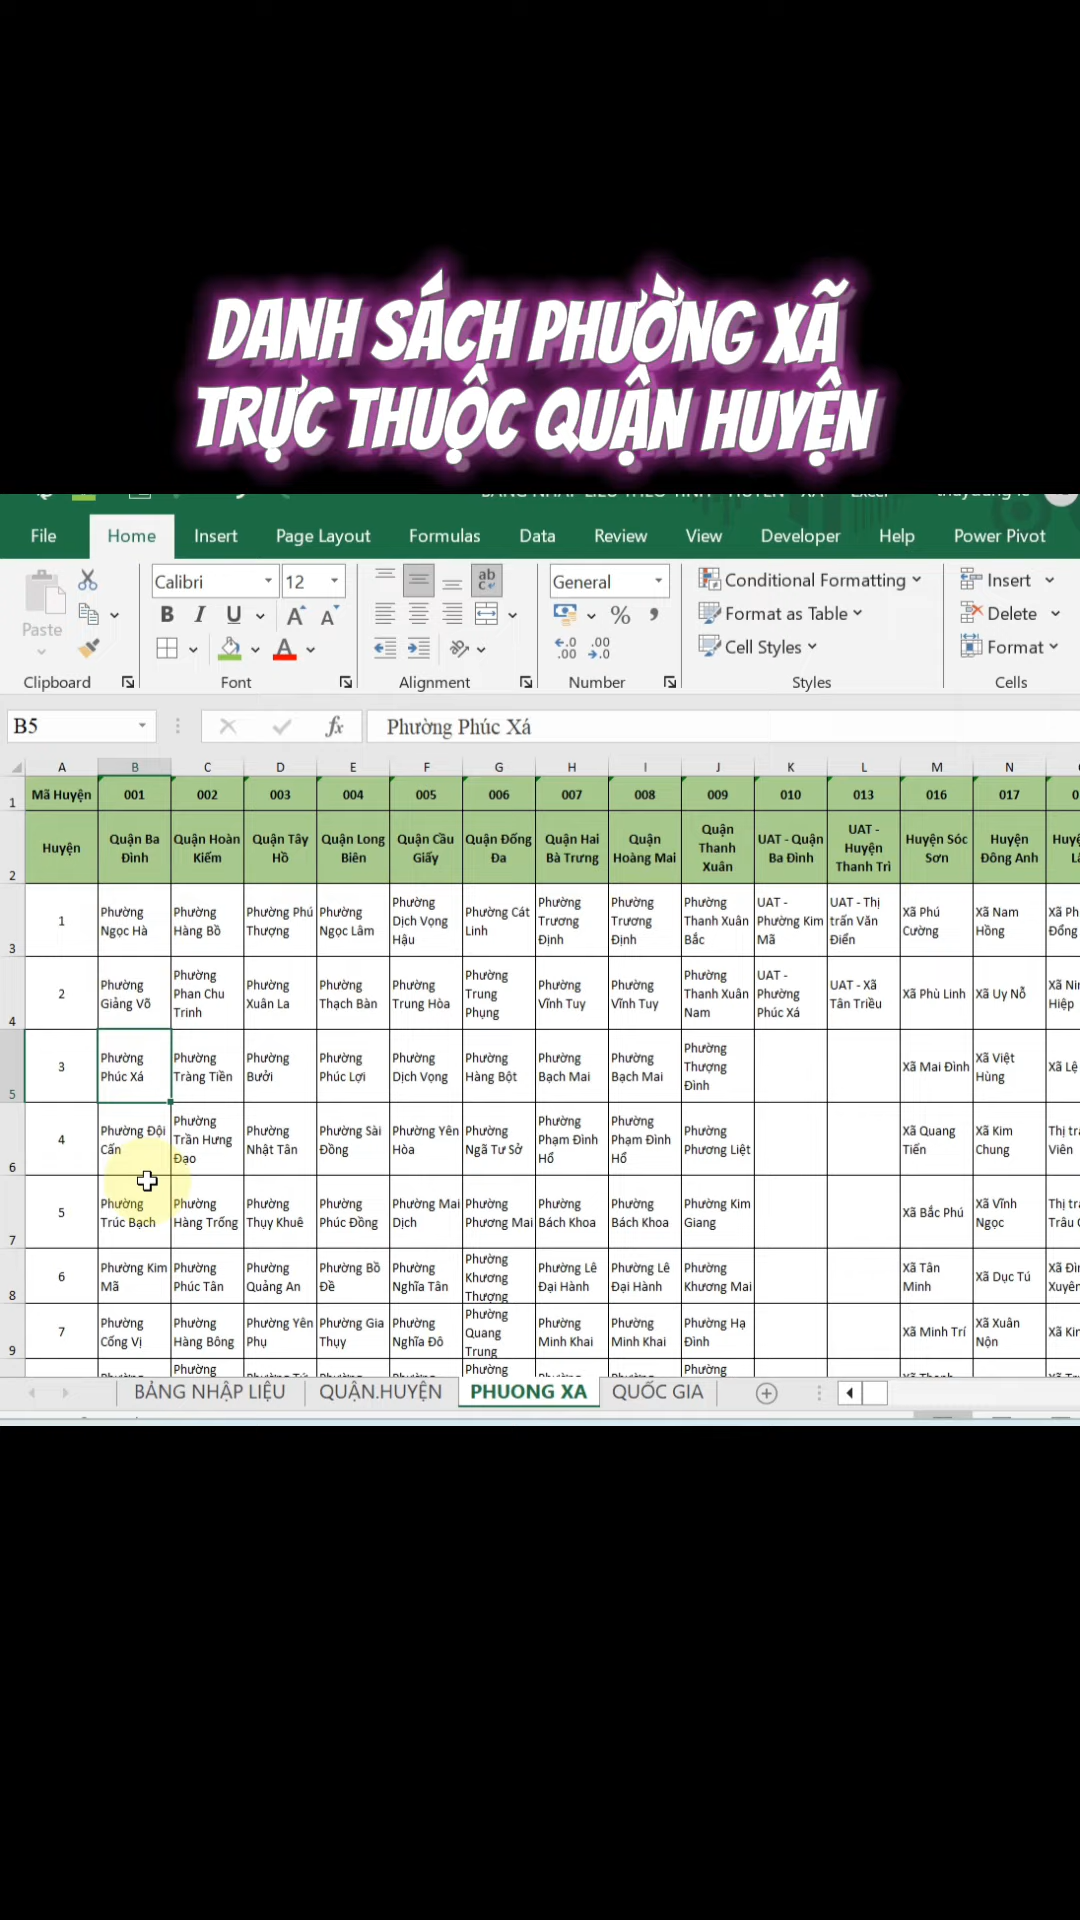 DANH SÁCH PHƯỜNG XÃ
TRỰC THUỘC QUẬN HUYỆN
File Home Insert Page Layout Formulas Data Review View Developer Help Power Pivot
Calibri 12 ab General Conditional Formatting Insert
Paste B I U A A % Format as Table Delete
A Cell Styles Format
Clipboard Font Alignment Number Styles Cells
B5 fx Phường Phúc Xá
A B C D E F G H I J K L M N
1 Mã Huyện 001 002 003 004 005 006 007 008 009 010 013 016 017
2 Huyện Quận Ba Đình Quận Hoàn Kiếm Quận Tây Hồ Quận Long Biên Quận Cầu Giấy Quận Đống Đa Quận Hai Bà Trưng Quận Hoàng Mai Quận Thanh Xuân UAT - Quận Ba Đình UAT - Huyện Thanh Trì Huyện Sóc Sơn Huyện Đông Anh
3 1 Phường Ngọc Hà Phường Hàng Bồ Phường Phú Thượng Phường Ngọc Lâm Phường Dịch Vọng Hậu Phường Cát Linh Phường Trương Định Phường Trương Định Phường Thanh Xuân Bắc UAT - Phường Kim Mã UAT - Thị trấn Văn Điển Xã Phú Cường Xã Nam Hồng Xã Đổng
4 2 Phường Giảng Võ Phường Phan Chu Trinh Phường Xuân La Phường Thạch Bàn Phường Trung Hòa Phường Trung Phụng Phường Vĩnh Tuy Phường Vĩnh Tuy Phường Thanh Xuân Nam UAT - Phường Phúc Xá UAT - Xã Tân Triều Xã Phù Linh Xã Uy Nỗ Xã Hiệp
5 3 Phường Phúc Xá Phường Tràng Tiền Phường Bưởi Phường Phúc Lợi Phường Dịch Vọng Phường Hàng Bột Phường Bạch Mai Phường Bạch Mai Phường Thượng Đình Xã Mai Đình Xã Việt Hùng Xã Lệ
6 4 Phường Đội Cấn Phường Trần Hưng Đạo Phường Nhật Tân Phường Sài Đồng Phường Yên Hòa Phường Ngã Tư Sở Phường Phạm Đình Hổ Phường Phạm Đình Hổ Phường Phương Liệt Xã Quang Tiến Xã Kim Chung Thị Viên
7 5 Phường Trúc Bạch Phường Hàng Trống Phường Thụy Khuê Phường Phúc Đồng Phường Mai Dịch Phường Phương Mai Phường Bách Khoa Phường Bách Khoa Phường Kim Giang Xã Bắc Phú Xã Vĩnh Ngọc Thị Trâu
8 6 Phường Kim Mã Phường Phúc Tân Phường Quảng An Phường Bồ Đề Phường Nghĩa Tân Phường Khương Thượng Phường Lê Đại Hành Phường Lê Đại Hành Phường Khương Mai Xã Tân Minh Xã Dục Tú Xã Xuyên
9 7 Phường Cống Vị Phường Hàng Bông Phường Yên Phụ Phường Gia Thụy Phường Nghĩa Đô Phường Quang Trung Phường Minh Khai Phường Minh Khai Phường Hạ Đình Xã Minh Trí Xã Xuân Nộn Xã
Phường Phường Phường
BẢNG NHẬP LIỆU QUẬN.HUYỆN PHUONG XA QUỐC GIA